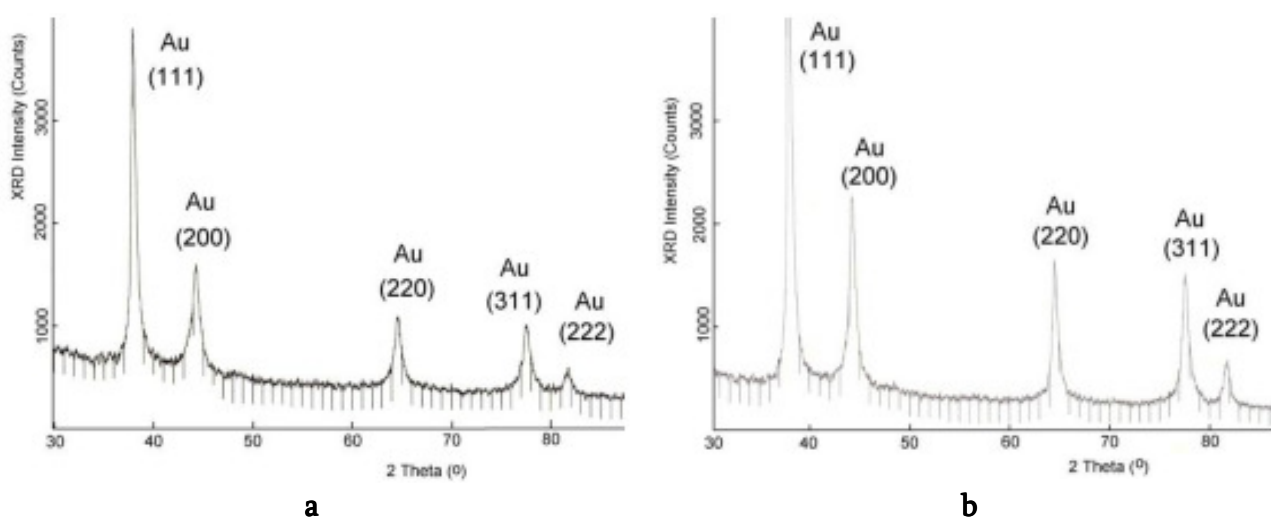 XRD Intensity (Counts)
3000
2000
1000
Au
(111)
Au
(200)
Au
(220)
Au
(311)
Au
(222)
30 40 50 60 70 80
2 Theta (o)
a
XRD Intensity (Counts)
3000
2000
1000
Au
(111)
Au
(200)
Au
(220)
Au
(311)
Au
(222)
30 40 50 60 70 80
2 Theta (º)
b